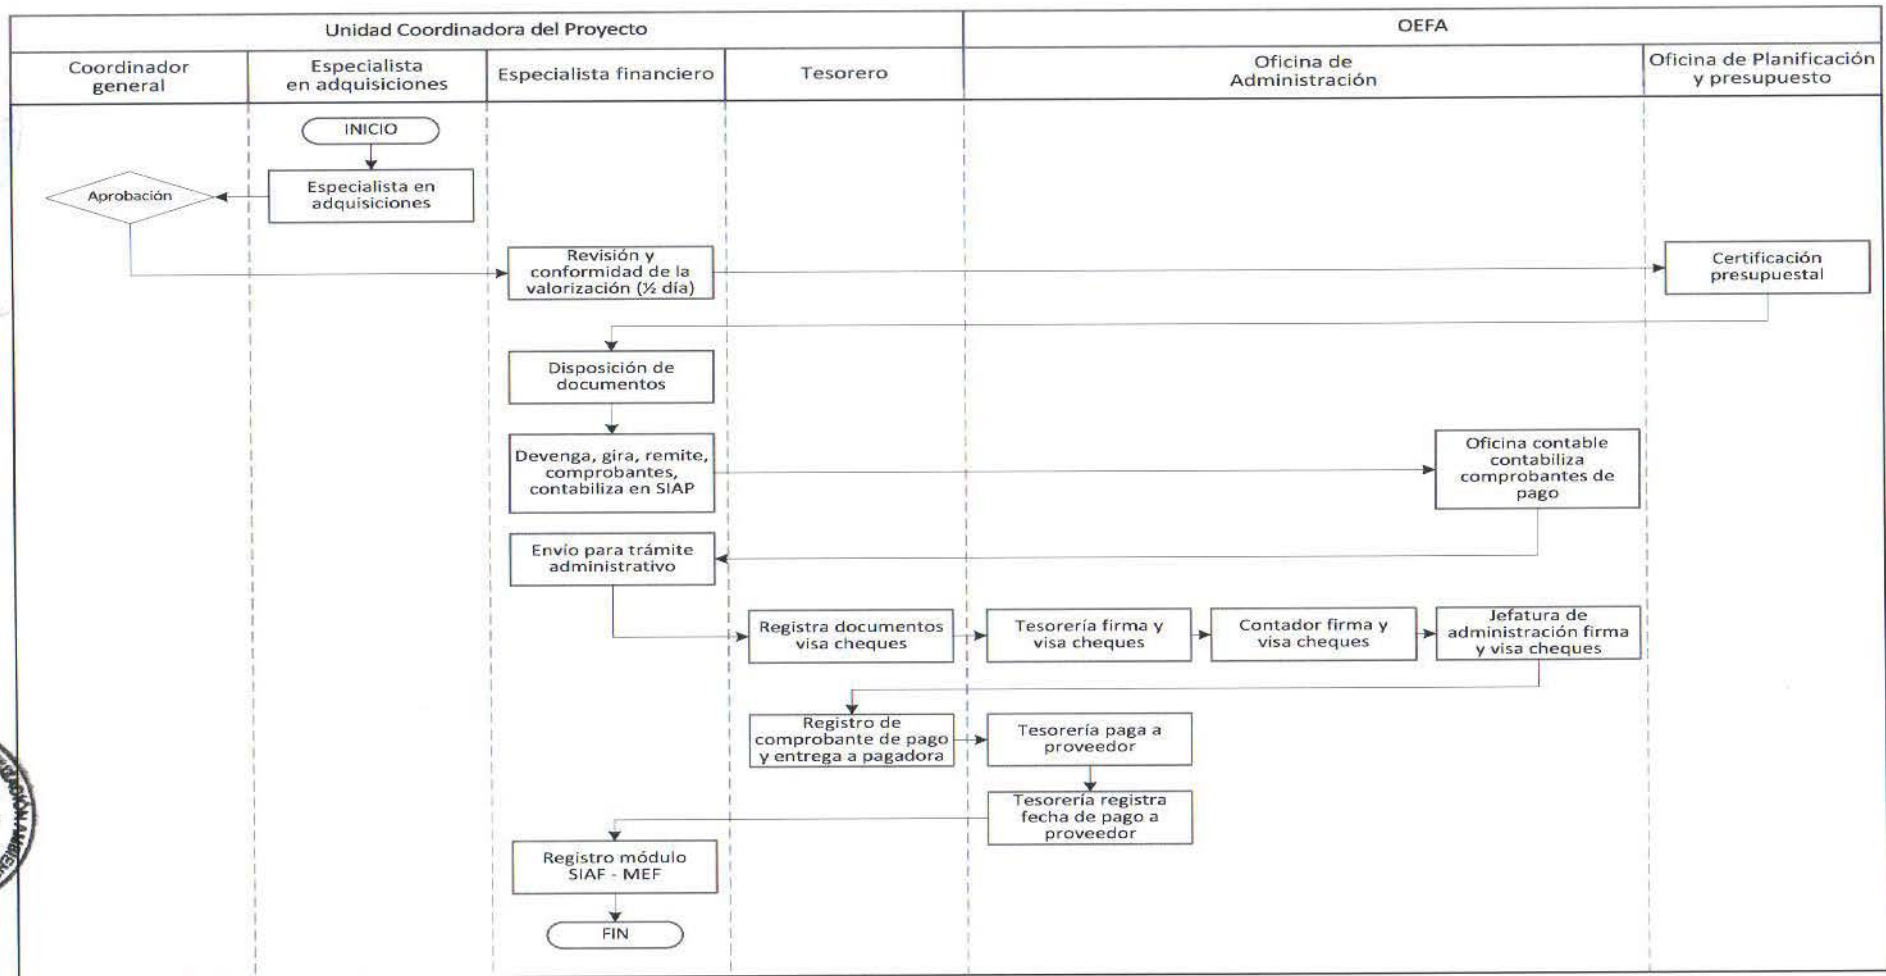 Unidad Coordinadora del Proyecto
OEFA
Coordinador
general
Especialista
en adquisiciones
Especialista financiero
Tesorero
Oficina de
Administración
Oficina de Planificación
y presupuesto
INICIO
Aprobación
Especialista en
adquisiciones
Revisión y
conformidad de la
valorización (½ día)
Certificación
presupuestal
Disposición de
documentos
Devenga, gira, remite,
comprobantes,
contabiliza en SIAP
Oficina contable
contabiliza
comprobantes de
pago
Envío para trámite
administrativo
Registra documentos
visa cheques
Tesorería firma y
visa cheques
Contador firma y
visa cheques
Jefatura de
administración firma
y visa cheques
Registro de
comprobante de pago
y entrega a pagadora
Tesorería paga a
proveedor
Tesorería registra
fecha de pago a
proveedor
Registro módulo
SIAF - MEF
FIN